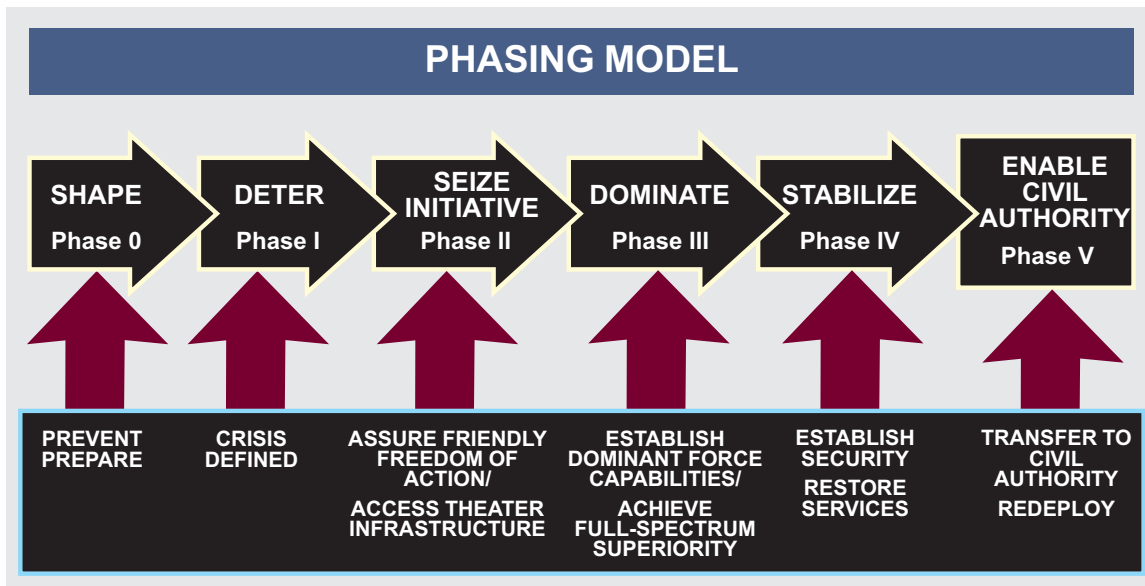 PHASING MODEL
SHAPE
Phase 0
DETER
Phase I
SEIZE
INITIATIVE
Phase II
DOMINATE
Phase III
STABILIZE
Phase IV
ENABLE
CIVIL
AUTHORITY
Phase V
PREVENT
PREPARE
CRISIS
DEFINED
ASSURE FRIENDLY
FREEDOM OF
ACTION/
ACCESS THEATER
INFRASTRUCTURE
ESTABLISH
DOMINANT FORCE
CAPABILITIES/
ACHIEVE
FULL-SPECTRUM
SUPERIORITY
ESTABLISH
SECURITY
RESTORE
SERVICES
TRANSFER TO
CIVIL
AUTHORITY
REDEPLOY